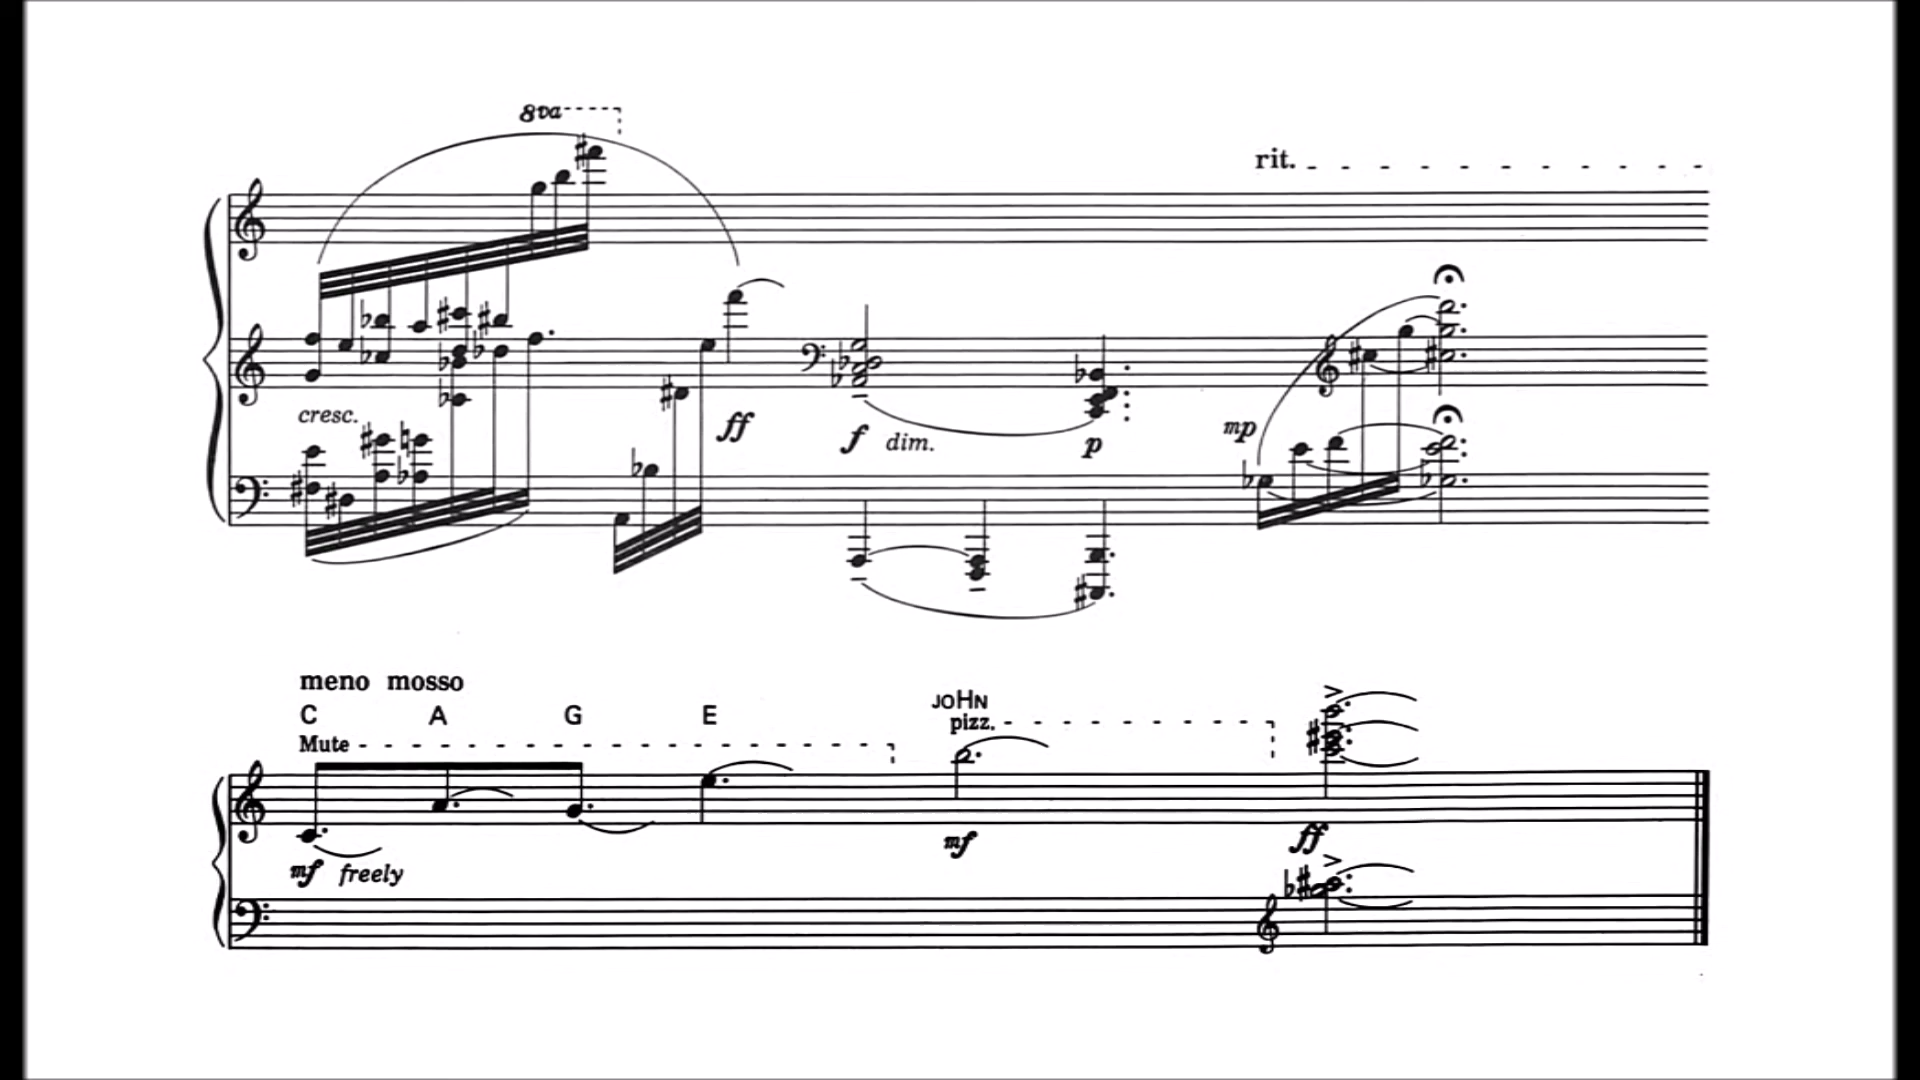 8va
rit.
cresc.
ff
f dim.
p
mp
meno mosso
C A G E
JOHN
Mute
pizz.
mf freely
mf
ff